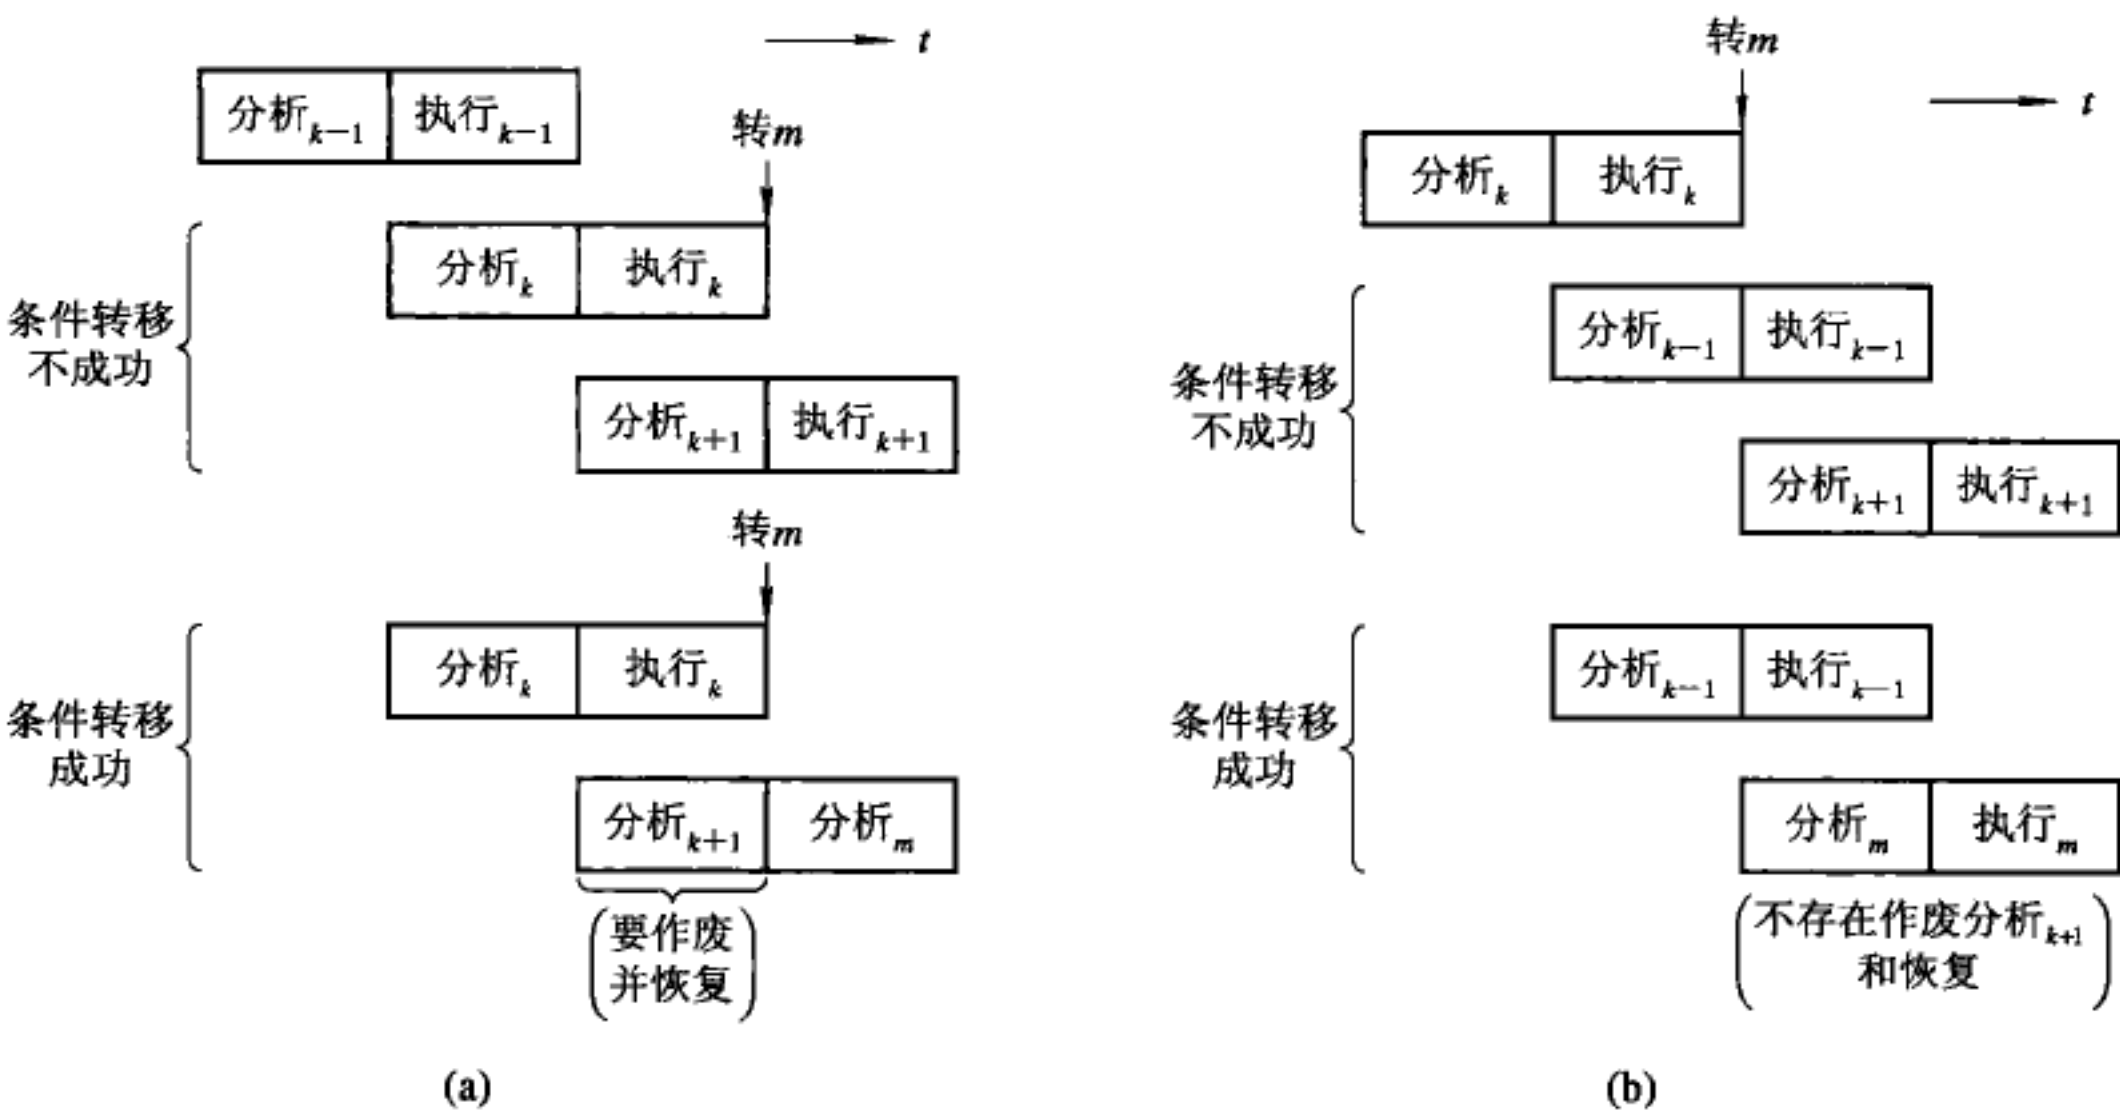 t
分析k−1 执行k−1
转m
分析k 执行k
条件转移
不成功
分析k+1 执行k+1
转m
分析k 执行k
条件转移
成功
分析k+1 分析m
要作废
并恢复
(a)
转m
t
分析k 执行k
分析k−1 执行k−1
条件转移
不成功
分析k+1 执行k+1
分析k−1 执行k−1
条件转移
成功
分析m 执行m
不存在作废分析k+1
和恢复
(b)